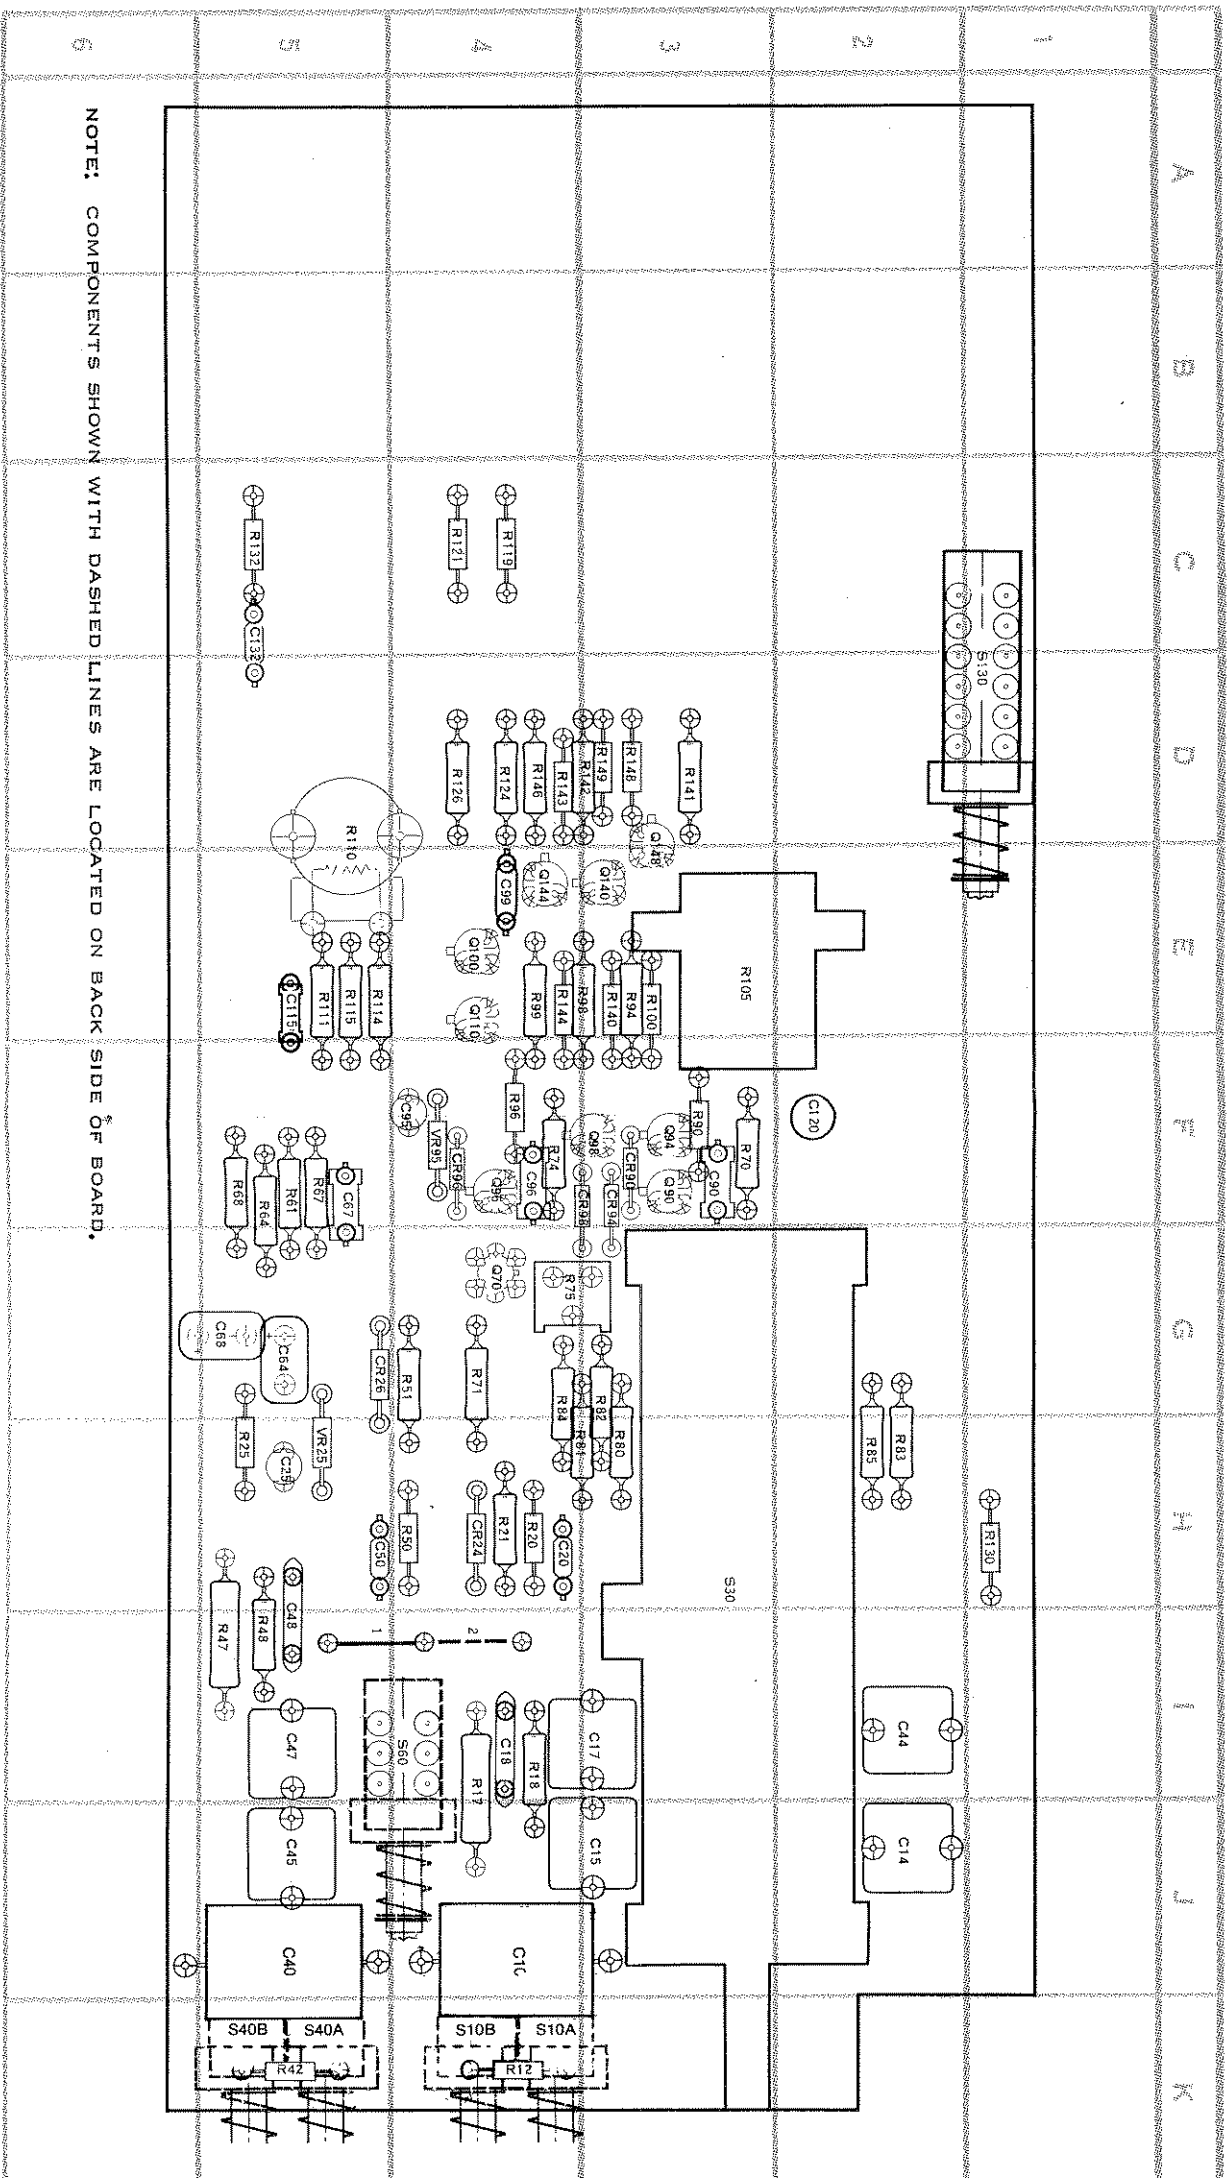 A
B
C
D
E
F
G
H
I
J
K
1
2
3
4
5
6
S130
R132
C132
R121
R119
R126
R124
R146
R143
R142
R149
R148
R141
Q148
R110
C99
Q144
Q140
Q100
Q110
R105
C115
R111
R115
R114
R99
R144
R98
R140
R94
R100
C120
R96
C95
VR95
CR96
Q96
C96
R74
Q98
CR98
CR94
CR90
Q94
Q90
R90
C90
R70
R68
R64
R61
R67
C67
Q70
R75
C68
C64
CR26
R51
R71
R84
R81
R82
R80
R85
R83
R25
C25
VR25
C50
R50
CR24
R21
R20
C20
R130
S30
R47
R48
C48
1
2
C47
S60
R17
C18
R18
C17
C44
C45
C15
C14
C40
C10
S40B
S40A
S10B
S10A
R42
R12
NOTE: COMPONENTS SHOWN WITH DASHED LINES ARE LOCATED ON BACK SIDE OF BOARD.